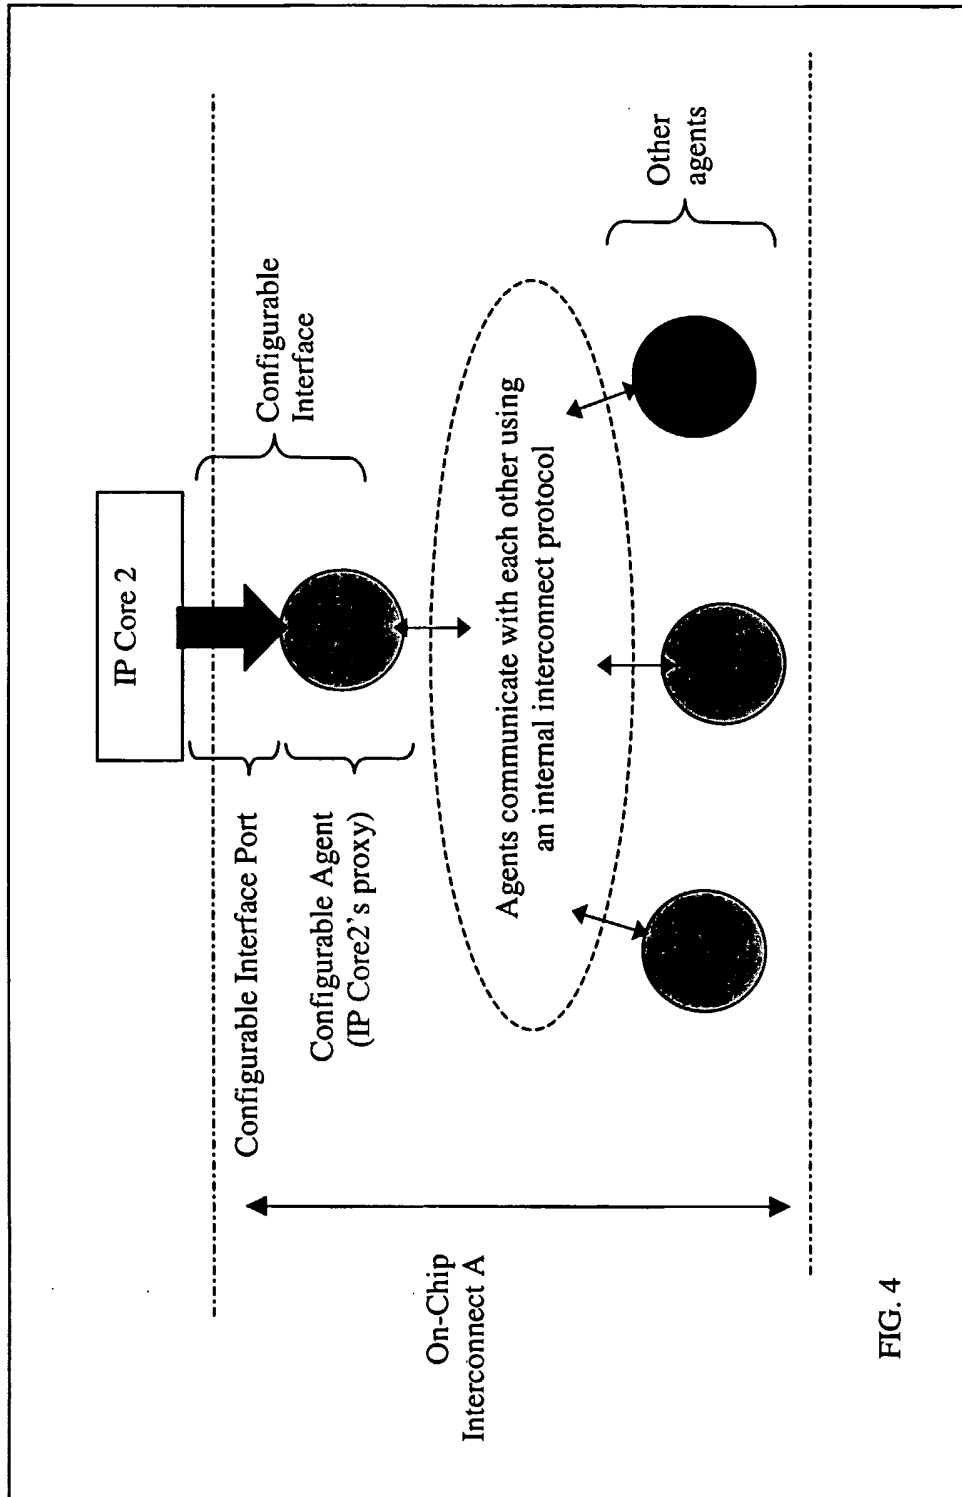 IP Core 2
Configurable Interface Port
Configurable
Interface
Configurable Agent
(IP Core2's proxy)
On-Chip
Interconnect A
Agents communicate with each other using
an internal interconnect protocol
Other
agents
FIG. 4